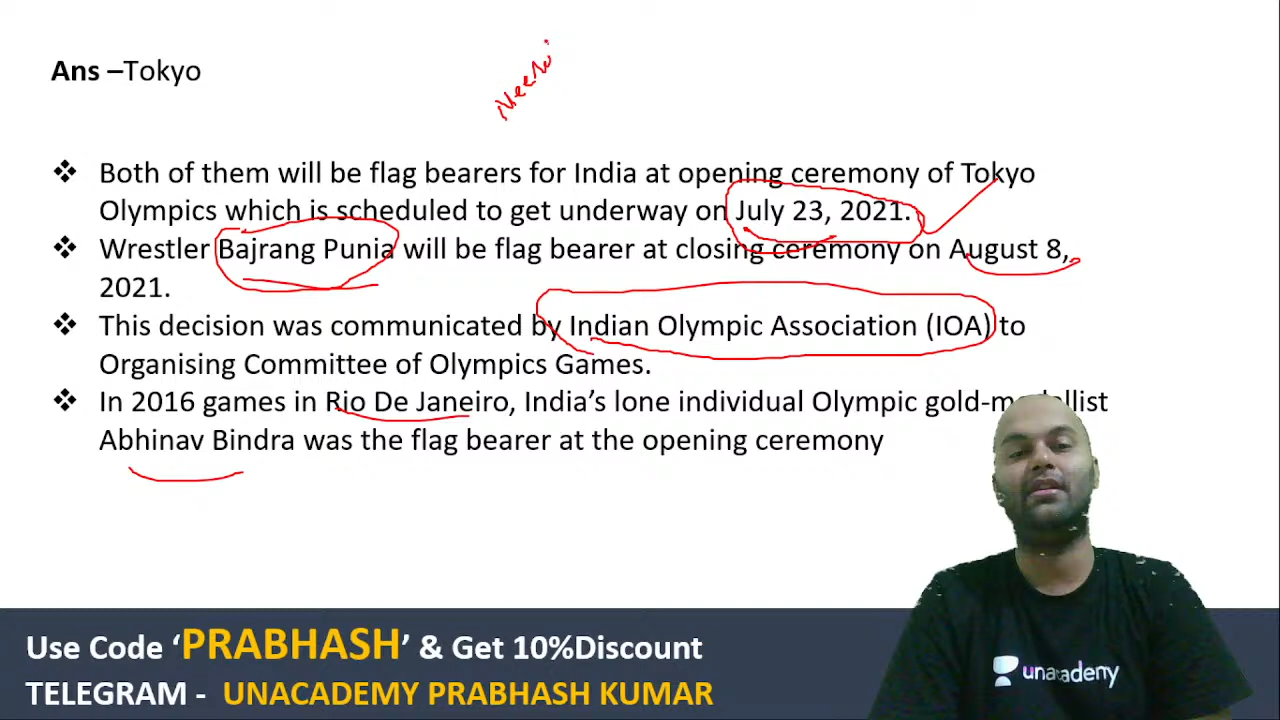 Ans –Tokyo
❖ Both of them will be flag bearers for India at opening ceremony of Tokyo
Olympics which is scheduled to get underway on July 23, 2021.
❖ Wrestler Bajrang Punia will be flag bearer at closing ceremony on August 8,
2021.
❖ This decision was communicated by Indian Olympic Association (IOA) to
Organising Committee of Olympics Games.
❖ In 2016 games in Rio De Janeiro, India’s lone individual Olympic gold-medallist
Abhinav Bindra was the flag bearer at the opening ceremony
unacademy
Use Code ‘PRABHASH’ & Get 10%Discount
TELEGRAM - UNACADEMY PRABHASH KUMAR